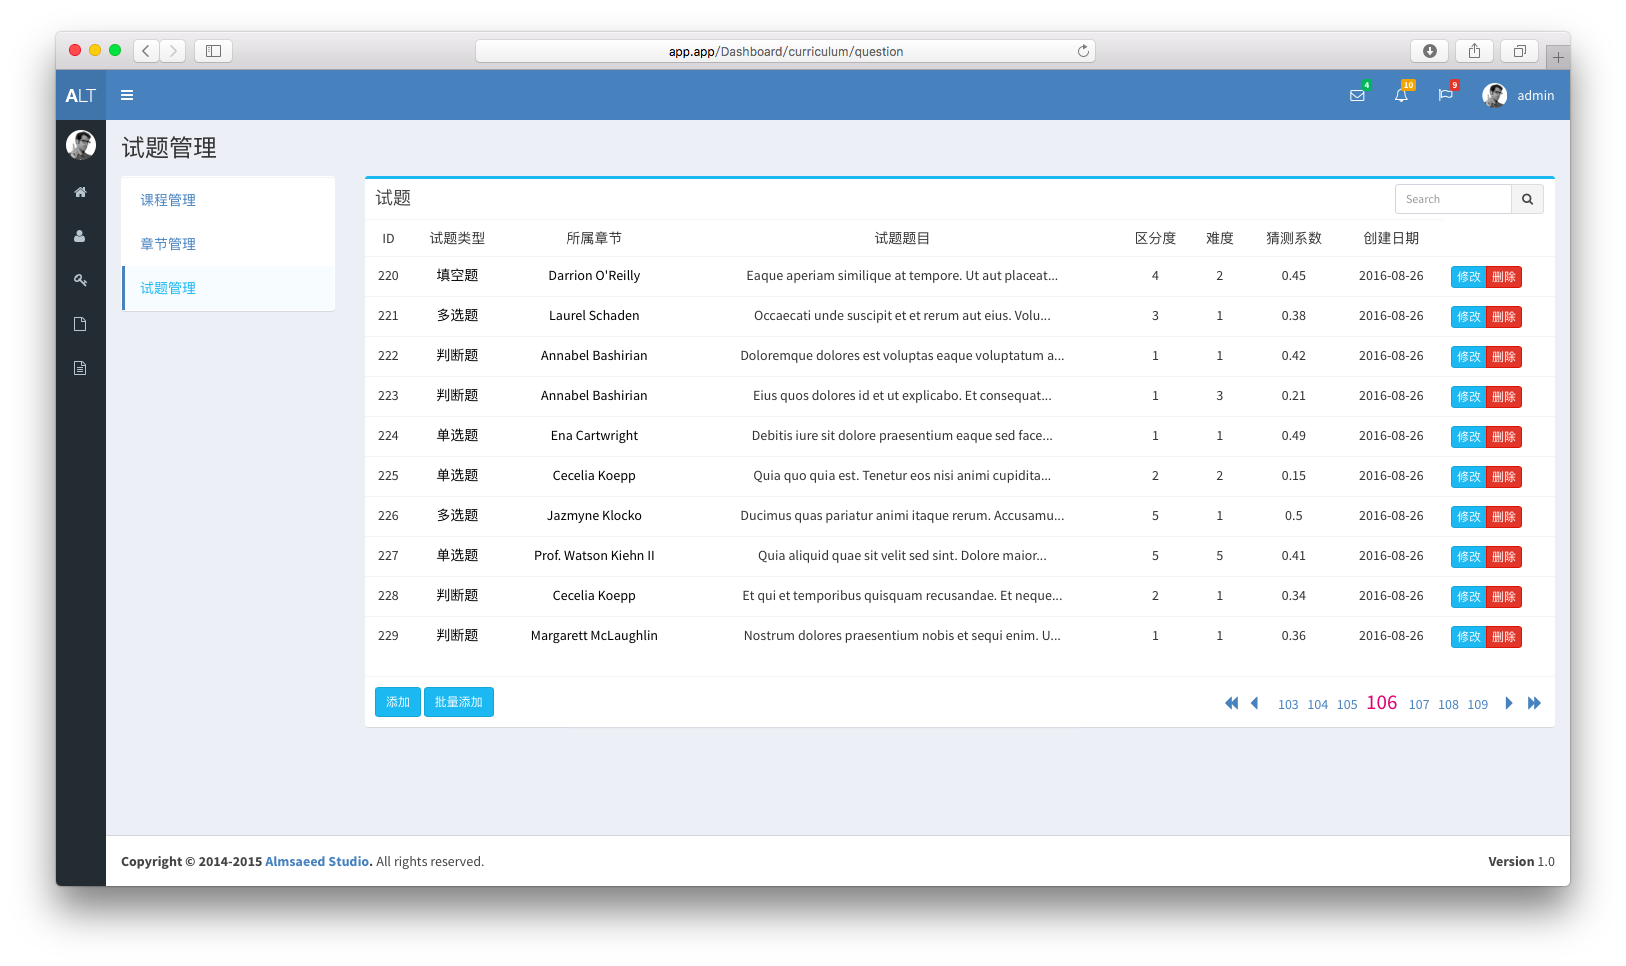 app.app/Dashboard/curriculum/question
ALT
4
10
9
admin
试题管理
课程管理
章节管理
试题管理
试题
Search
ID 试题类型 所属章节 试题题目 区分度 难度 猜测系数 创建日期
220 填空题 Darrion O'Reilly Eaque aperiam similique at tempore. Ut aut placeat... 4 2 0.45 2016-08-26 修改 删除
221 多选题 Laurel Schaden Occaecati unde suscipit et et rerum aut eius. Volu... 3 1 0.38 2016-08-26 修改 删除
222 判断题 Annabel Bashirian Doloremque dolores est voluptas eaque voluptatum a... 1 1 0.42 2016-08-26 修改 删除
223 判断题 Annabel Bashirian Eius quos dolores id et ut explicabo. Et consequat... 1 3 0.21 2016-08-26 修改 删除
224 单选题 Ena Cartwright Debitis iure sit dolore praesentium eaque sed face... 1 1 0.49 2016-08-26 修改 删除
225 单选题 Cecelia Koepp Quia quo quia est. Tenetur eos nisi animi cupidita... 2 2 0.15 2016-08-26 修改 删除
226 多选题 Jazmyne Klocko Ducimus quas pariatur animi itaque rerum. Accusamu... 5 1 0.5 2016-08-26 修改 删除
227 单选题 Prof. Watson Kiehn II Quia aliquid quae sit velit sed sint. Dolore maior... 5 5 0.41 2016-08-26 修改 删除
228 判断题 Cecelia Koepp Et qui et temporibus quisquam recusandae. Et neque... 2 1 0.34 2016-08-26 修改 删除
229 判断题 Margarett McLaughlin Nostrum dolores praesentium nobis et sequi enim. U... 1 1 0.36 2016-08-26 修改 删除
添加 批量添加 103 104 105 106 107 108 109
Copyright © 2014-2015 Almsaeed Studio. All rights reserved. Version 1.0